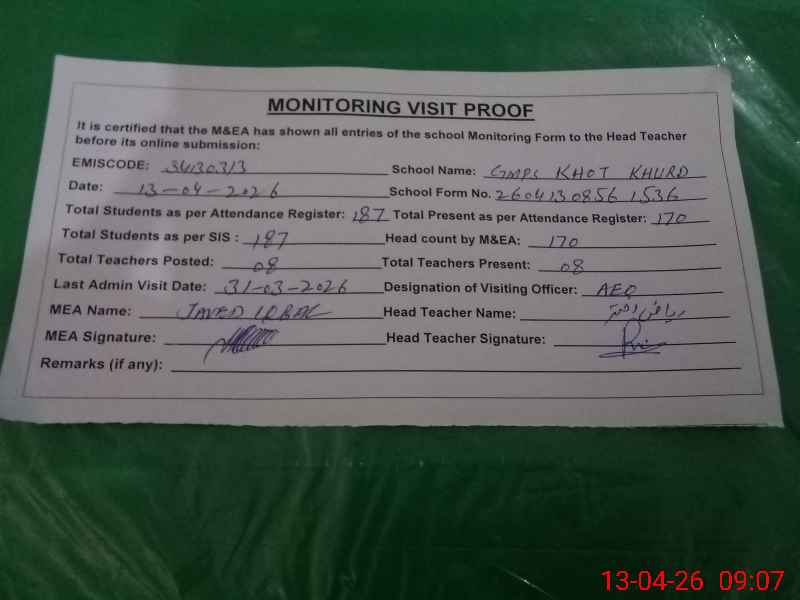 MONITORING VISIT PROOF
It is certified that the M&EA has shown all entries of the school Monitoring Form to the Head Teacher
before its online submission:
EMISCODE: 34130313 School Name: GMPS KHOT KHURD
Date: 13-04-2026 School Form No. 26041308561536
Total Students as per Attendance Register: 187 Total Present as per Attendance Register: 170
Total Students as per SIS : 187 Head count by M&EA: 170
Total Teachers Posted: 08 Total Teachers Present: 08
Last Admin Visit Date: 31-03-2026 Designation of Visiting Officer: AEO
MEA Name: JAVED IQBAL Head Teacher Name: ریاض اختر
MEA Signature: Head Teacher Signature:
Remarks (if any):
13-04-26 09:07